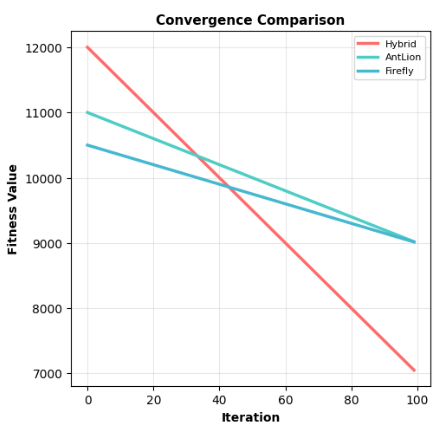 Convergence Comparison
Hybrid
AntLion
Firefly
Fitness Value
12000
11000
10000
9000
8000
7000
0 20 40 60 80 100
Iteration